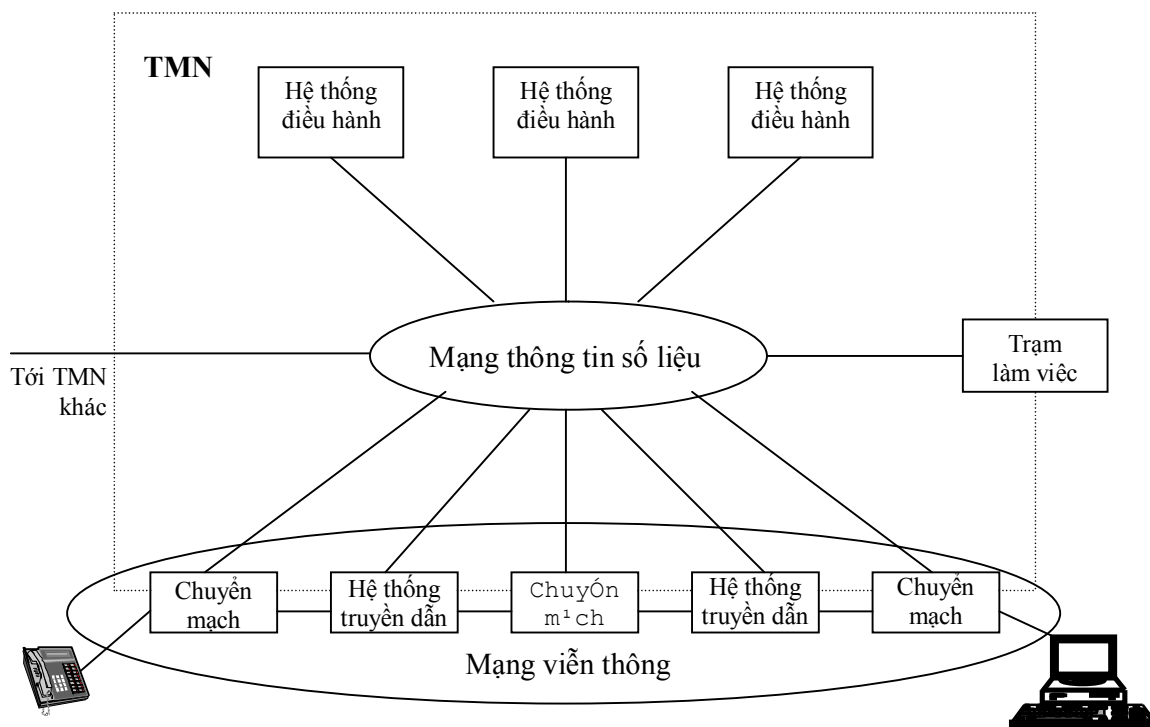 TMN
Hệ thống
điều hành
Hệ thống
điều hành
Hệ thống
điều hành
Mạng thông tin số liệu
Trạm
làm việc
Tới TMN
khác
Chuyển
mạch
Hệ thống
truyền dẫn
ChuyÓn
m¹ch
Hệ thống
truyền dẫn
Chuyển
mạch
Mạng viễn thông